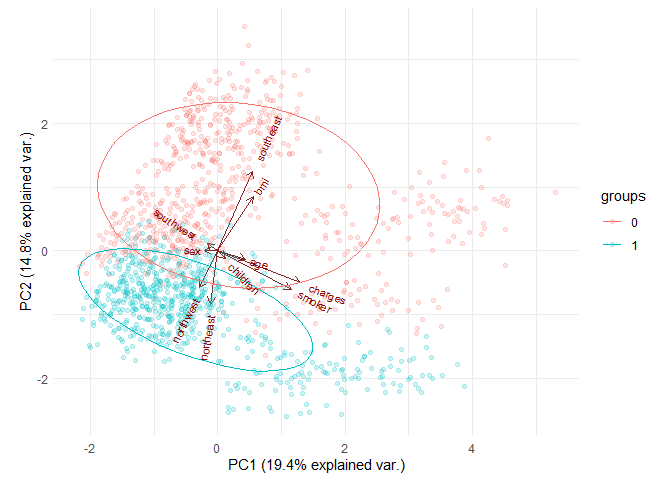 2
0
-2
PC2 (14.8% explained var.)
southeast
bmi
southwest
sex
age
children
charges
smoker
northwest
northeast
-2
0
2
4
PC1 (19.4% explained var.)
groups
0
1